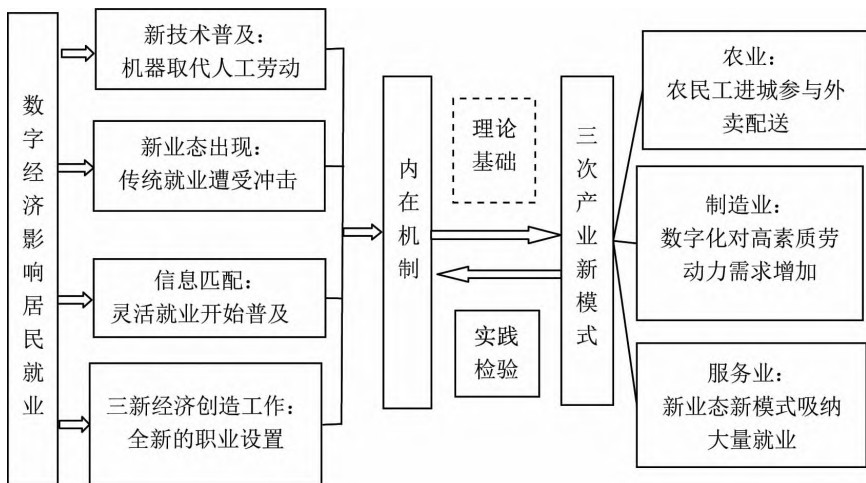 数字经济影响居民就业
新技术普及：
机器取代人工劳动
新业态出现：
传统就业遭受冲击
信息匹配：
灵活就业开始普及
三新经济创造工作：
全新的职业设置
内在机制
理论
基础
实践
检验
三次产业新模式
农业：
农民工进城参与外
卖配送
制造业：
数字化对高素质劳
动力需求增加
服务业：
新业态新模式吸纳
大量就业